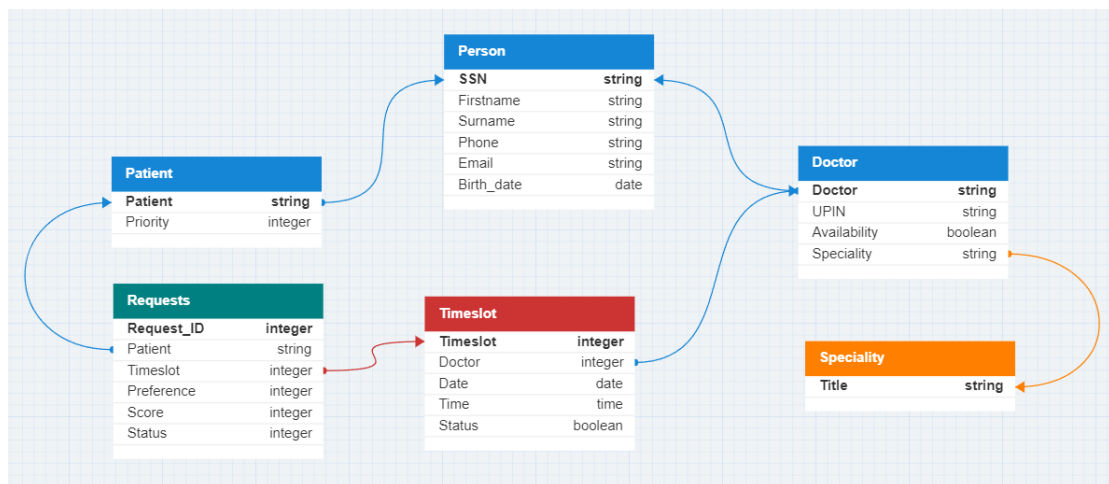 Person
SSN string
Firstname string
Surname string
Phone string
Email string
Birth_date date
Patient
Patient string
Priority integer
Doctor
Doctor string
UPIN string
Availability boolean
Speciality string
Requests
Request_ID integer
Patient string
Timeslot integer
Preference integer
Score integer
Status integer
Timeslot
Timeslot integer
Doctor integer
Date date
Time time
Status boolean
Speciality
Title string